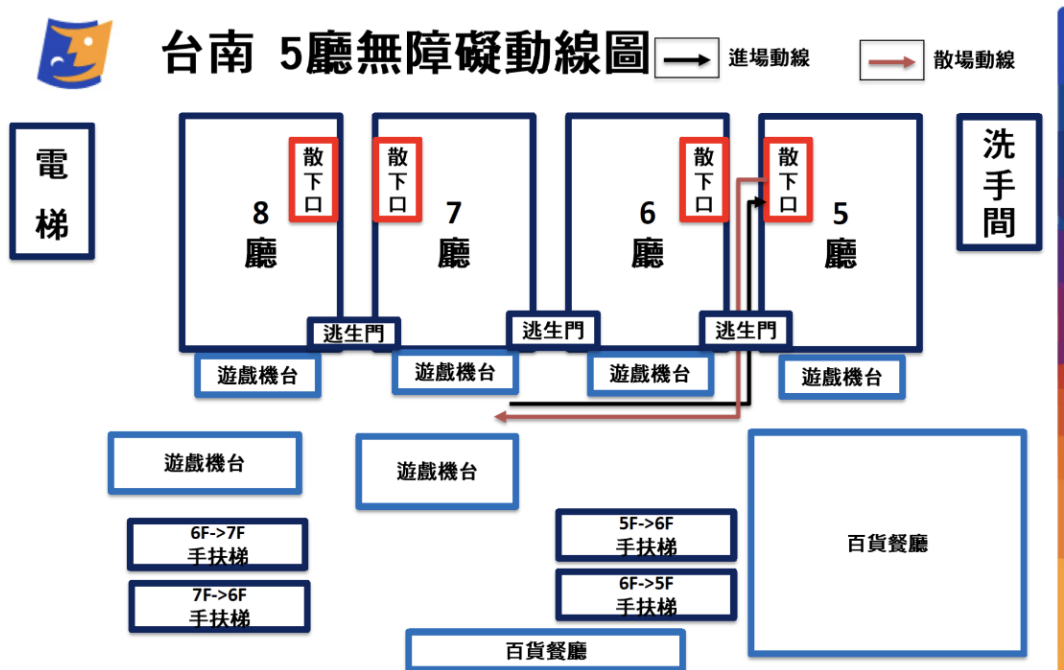 台南 5廳無障礙動線圖
進場動線
散場動線
電
梯
8
廳
散
下
口
散
下
口
7
廳
6
廳
散
下
口
散
下
口
5
廳
洗
手
間
逃生門
逃生門
逃生門
遊戲機台
遊戲機台
遊戲機台
遊戲機台
遊戲機台
遊戲機台
6F->7F
手扶梯
7F->6F
手扶梯
5F->6F
手扶梯
6F->5F
手扶梯
百貨餐廳
百貨餐廳